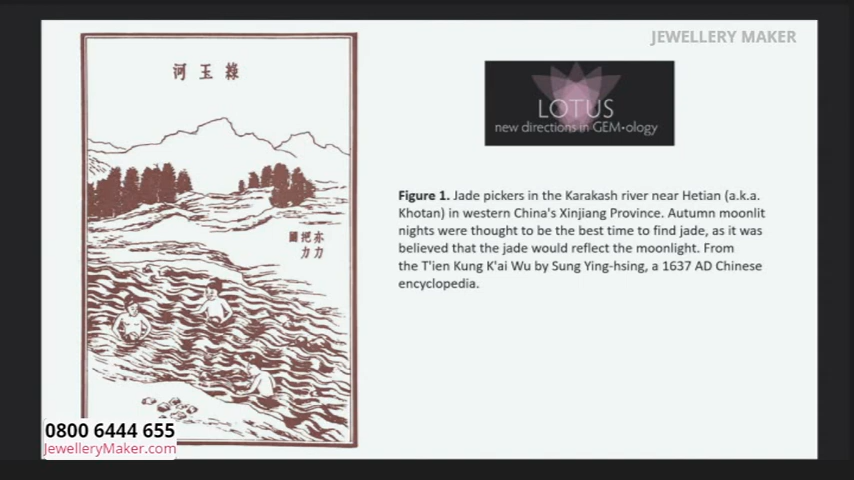 JEWELLERY MAKER
河玉綠
亦力
把力
圖
LOTUS
new directions in GEM•ology
Figure 1. Jade pickers in the Karakash river near Hetian (a.k.a.
Khotan) in western China's Xinjiang Province. Autumn moonlit
nights were thought to be the best time to find jade, as it was
believed that the jade would reflect the moonlight. From
the T'ien Kung K'ai Wu by Sung Ying-hsing, a 1637 AD Chinese
encyclopedia.
0800 6444 655
JewelleryMaker.com